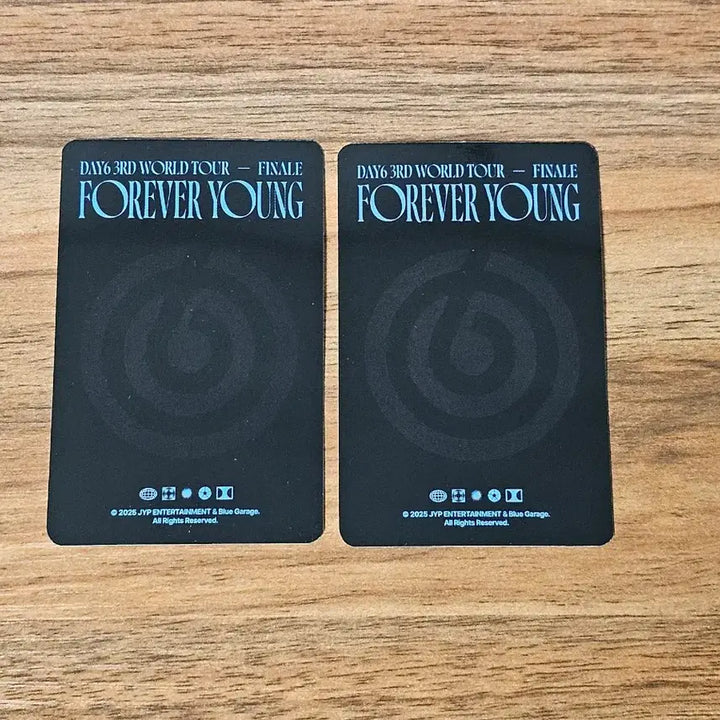 DAY6 3RD WORLD TOUR — FINALE
FOREVER YOUNG
© 2025 JYP ENTERTAINMENT & Blue Garage.
All Rights Reserved.
DAY6 3RD WORLD TOUR — FINALE
FOREVER YOUNG
© 2025 JYP ENTERTAINMENT & Blue Garage.
All Rights Reserved.